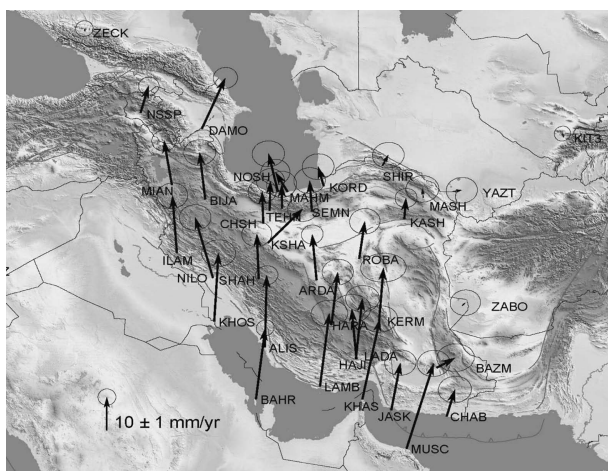 ZECK
NSSP
DAMO
KIT3
NOSH
SHIR
MIAN
BIJA
MAHM
KORD
YAZT
MASH
CHSH
TEHN
SEMN
KASH
KSHA
ILAM
NILO
SHAH
ARDA
ROBA
ZABO
KHOS
HARA
KERM
ALIS
HAJI
LADA
BAZM
BAHR
LAMB
KHAS
JASK
CHAB
10 ± 1 mm/yr
MUSC